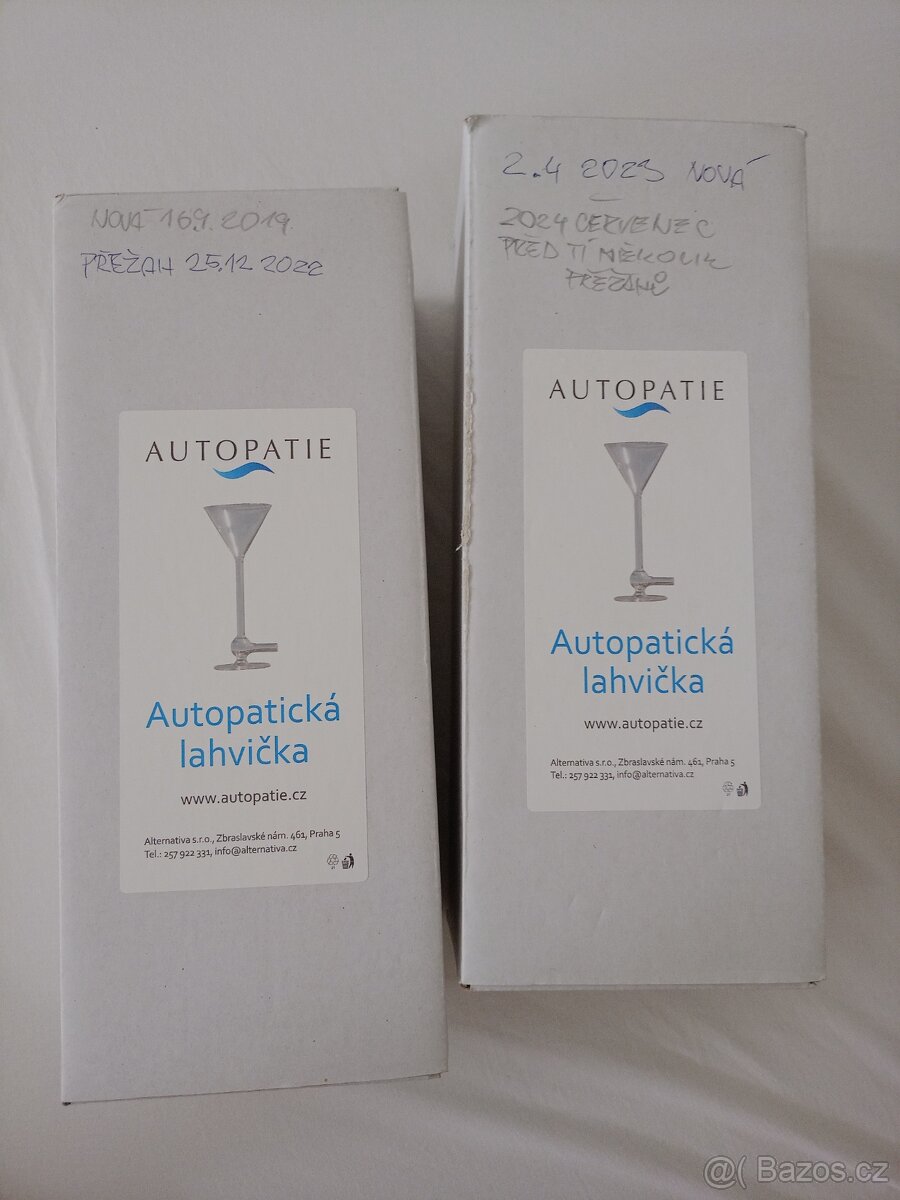 NOVÁ 16.9. 2019
PŘEŽAH 25.12 2022
AUTOPATIE
Autopatická
lahvička
www.autopatie.cz
Alternativa s.r.o., Zbraslavské nám. 461, Praha 5
Tel.: 257 922 331, info@alternativa.cz
2.4 2023 NOVÁ
2024 ČERVENEC
PŘED TÍ NĚKOLIK
PŘEŽAHŮ
AUTOPATIE
Autopatická
lahvička
www.autopatie.cz
Alternativa s.r.o., Zbraslavské nám. 461, Praha 5
Tel.: 257 922 331, info@alternativa.cz
@( Bazos.cz